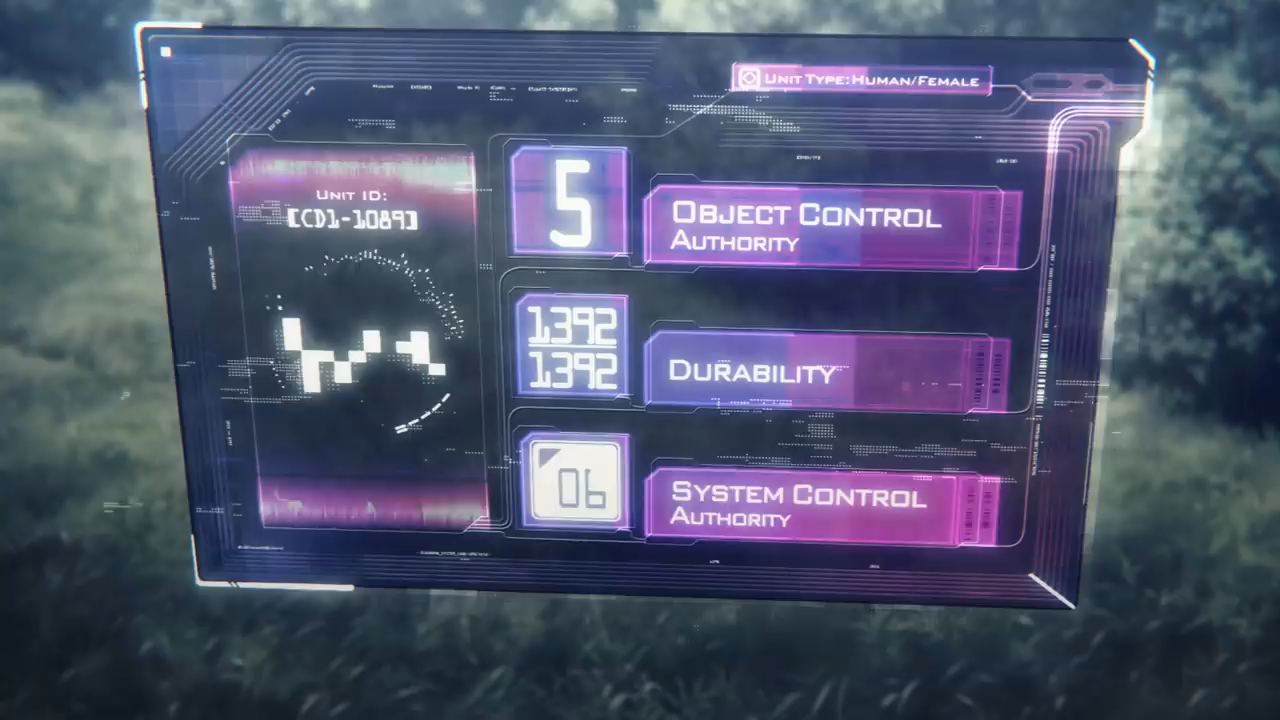 UNIT TYPE:HUMAN/FEMALE
UNIT ID:
[CD1-1089]
5
OBJECT CONTROL
AUTHORITY
1392
1392
DURABILITY
06
SYSTEM CONTROL
AUTHORITY